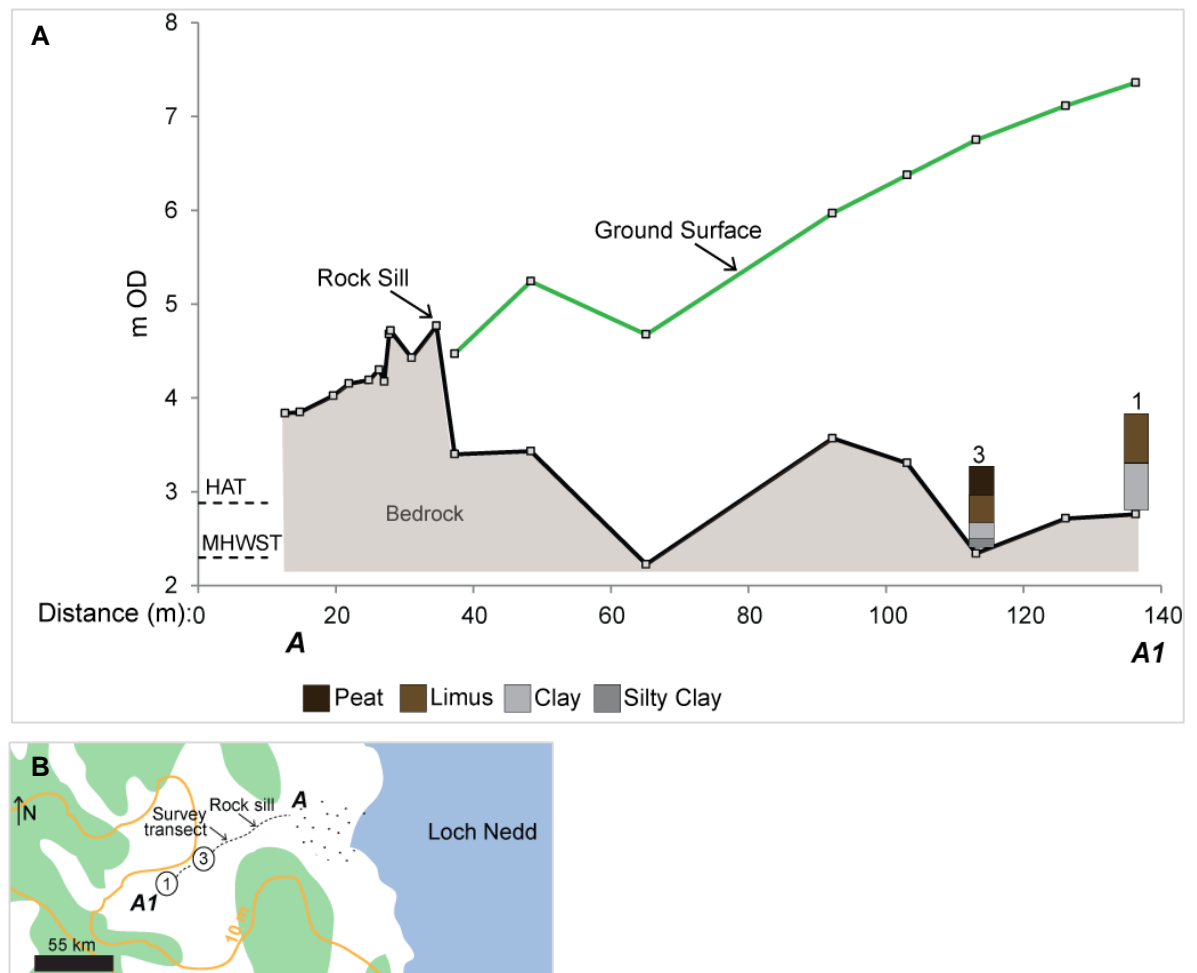 A
8
7
6
5
4
3
2
m OD
Ground Surface
Rock Sill
HAT
MHWST
Bedrock
3
1
Distance (m):0 20 40 60 80 100 120 140
A A1
Peat Limus Clay Silty Clay
B
N
A
Rock sill
Survey
transect
Loch Nedd
3
1
A1
10 m
55 km